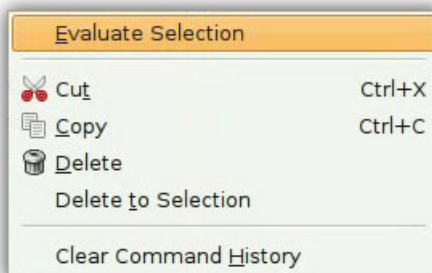 Evaluate Selection
Cut Ctrl+X
Copy Ctrl+C
Delete
Delete to Selection
Clear Command History